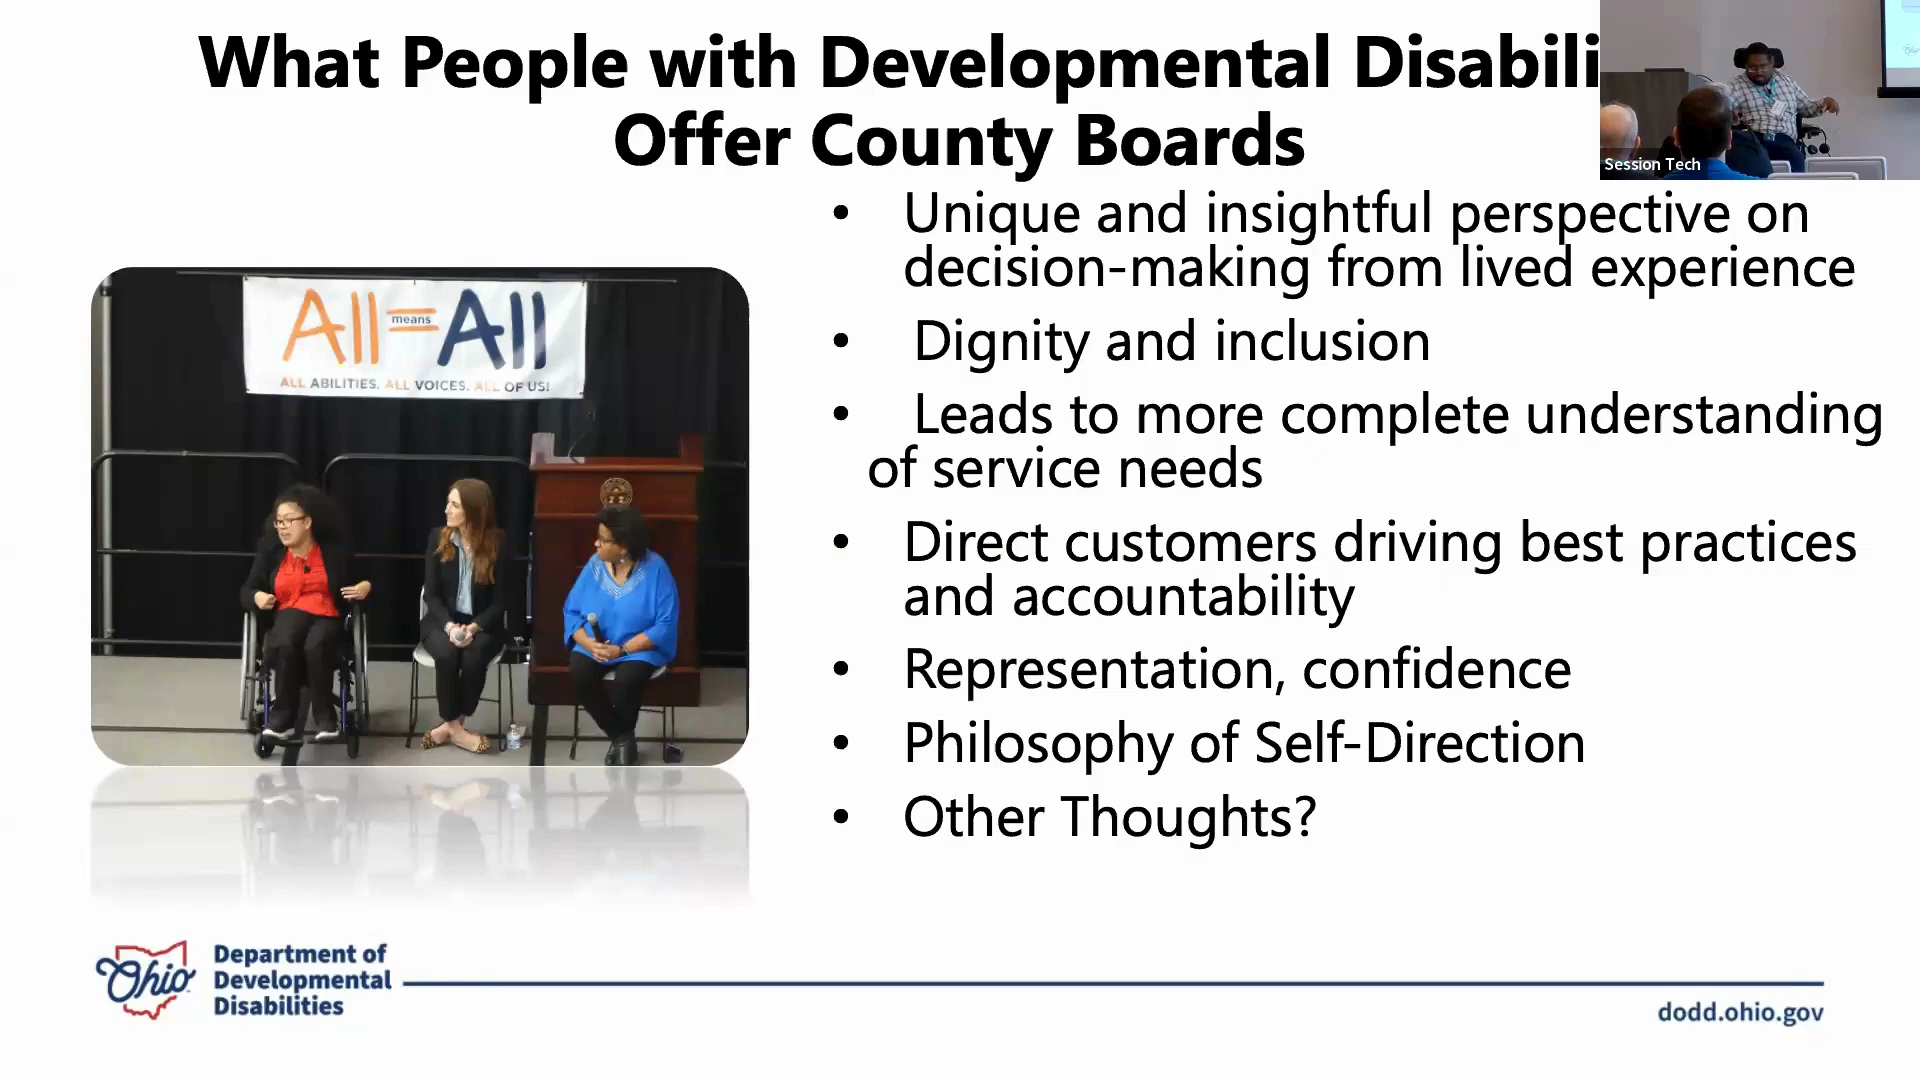 What People with Developmental Disabili
Offer County Boards
Session Tech
All means All
ALL ABILITIES. ALL VOICES. ALL OF US!
• Unique and insightful perspective on
decision-making from lived experience
• Dignity and inclusion
• Leads to more complete understanding
of service needs
• Direct customers driving best practices
and accountability
• Representation, confidence
• Philosophy of Self-Direction
• Other Thoughts?
Ohio
Department of
Developmental
Disabilities
dodd.ohio.gov